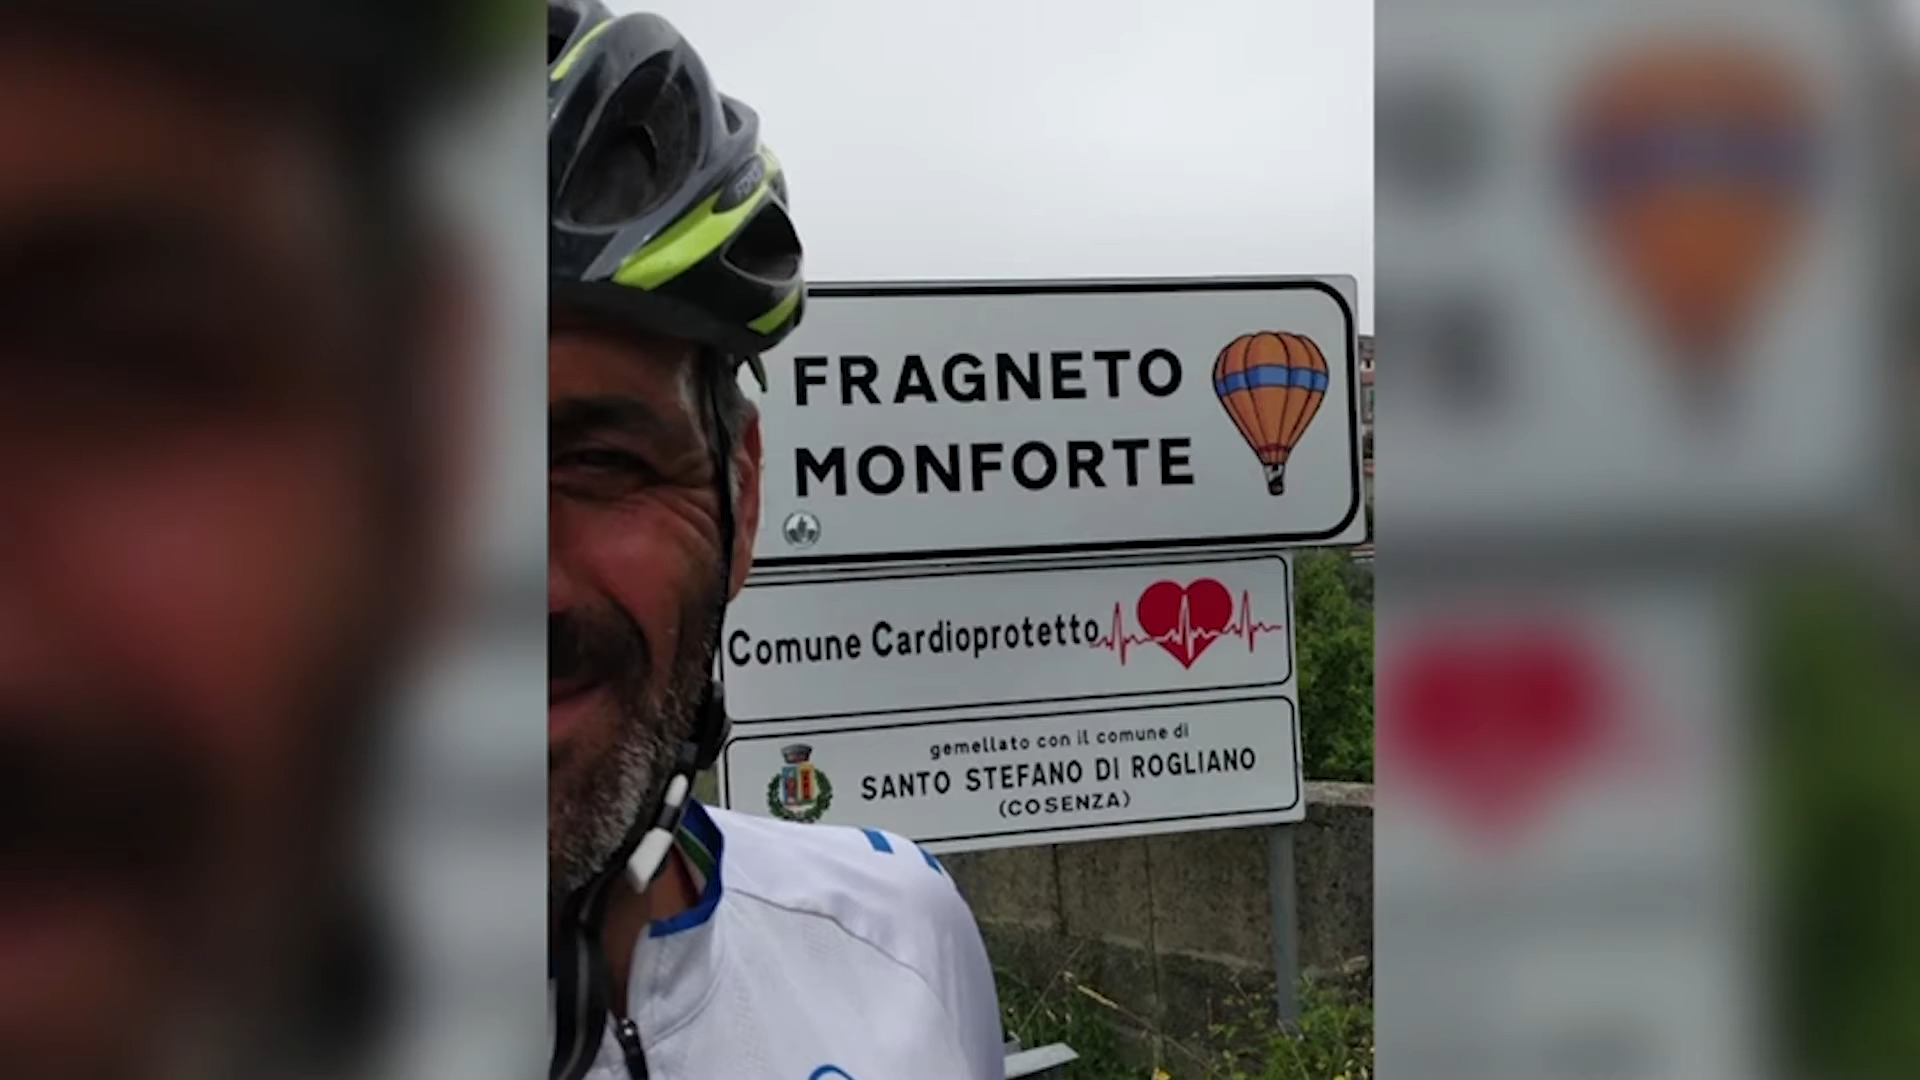 FRAGNETO
MONFORTE
Comune Cardioprotetto
gemellato con il comune di
SANTO STEFANO DI ROGLIANO
(COSENZA)